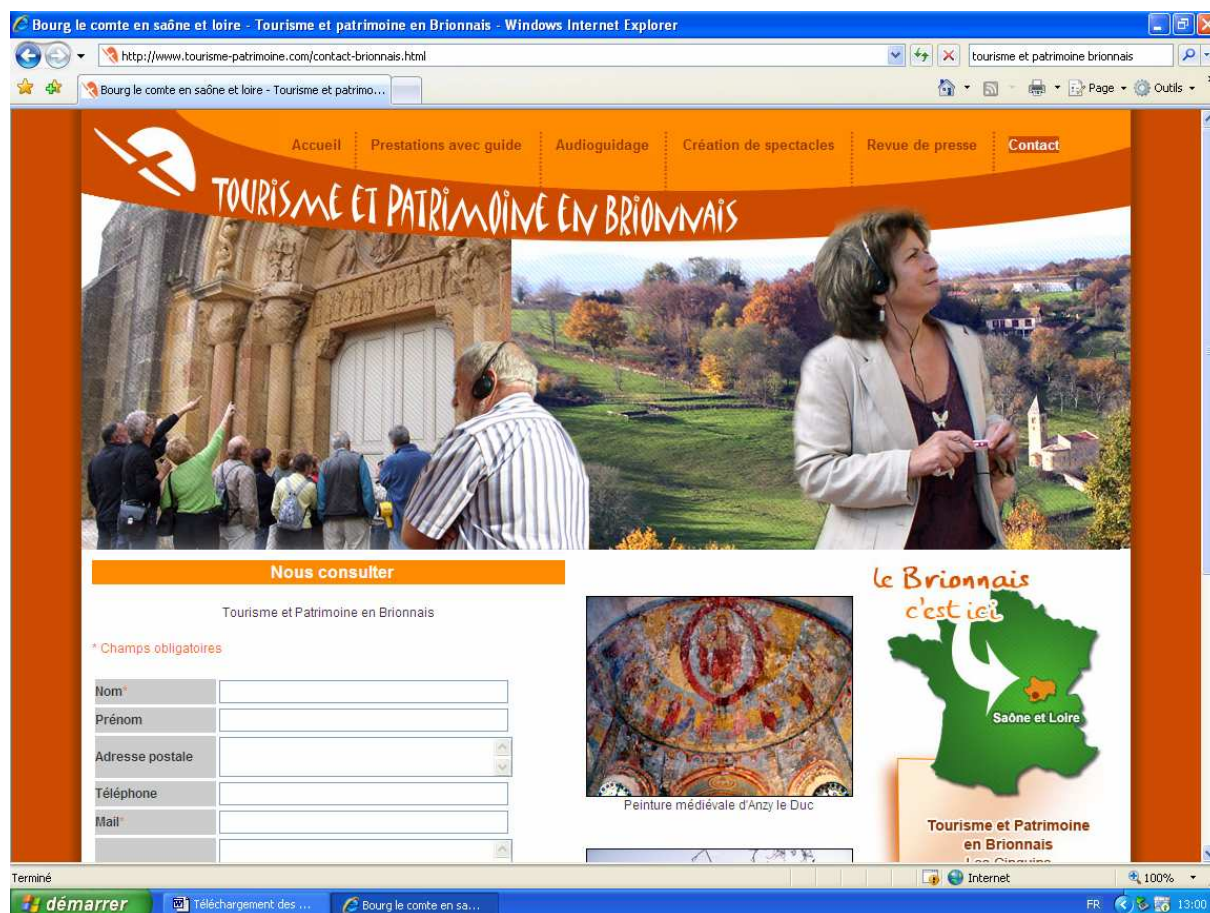 Bourg le comte en saône et loire - Tourisme et patrimoine en Brionnais - Windows Internet Explorer
http://www.tourisme-patrimoine.com/contact-brionnais.html
tourisme et patrimoine brionnais
Bourg le comte en saône et loire - Tourisme et patrimo...
Page
Outils
Accueil
Prestations avec guide
Audioguidage
Création de spectacles
Revue de presse
Contact
TOURISME ET PATRIMOINE EN BRIONNAIS
Nous consulter
Tourisme et Patrimoine en Brionnais
* Champs obligatoires
Nom*
Prénom
Adresse postale
Téléphone
Mail*
Peinture médiévale d'Anzy le Duc
le Brionnais
c'est ici
Saône et Loire
Tourisme et Patrimoine
en Brionnais
Terminé
Internet
100%
démarrer
Téléchargement des ...
Bourg le comte en sa...
FR
13:00